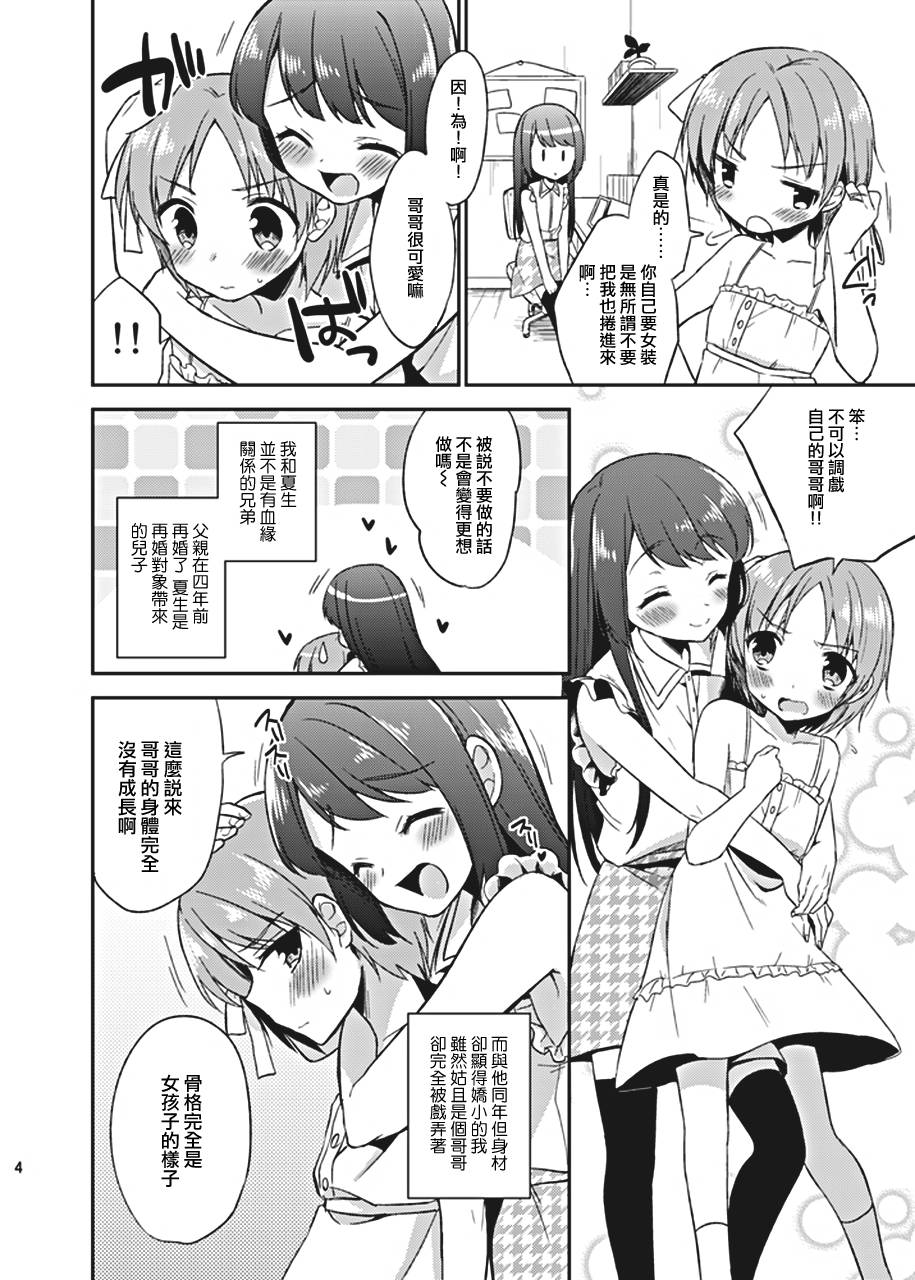 真是的……
你自己要女裝
是無所謂不要
把我也捲進來
啊…
因！為！啊！
哥哥很可愛嘛
ガ
ば
!!
笨…
不可以調戲
自己的哥哥啊!!
被說不要做的話
不是會變得更想
做嗎～
我和夏生
並不是有血緣
關係的兄弟
父親在四年前
再婚了 夏生是
再婚對象帶來
的兒子
這麼說來
哥哥的身體完全
沒有成長啊
而與他同年但身材
卻顯得嬌小的我
雖然姑且是個哥哥
卻完全被戲弄著
骨格完全是
女孩子的樣子
4